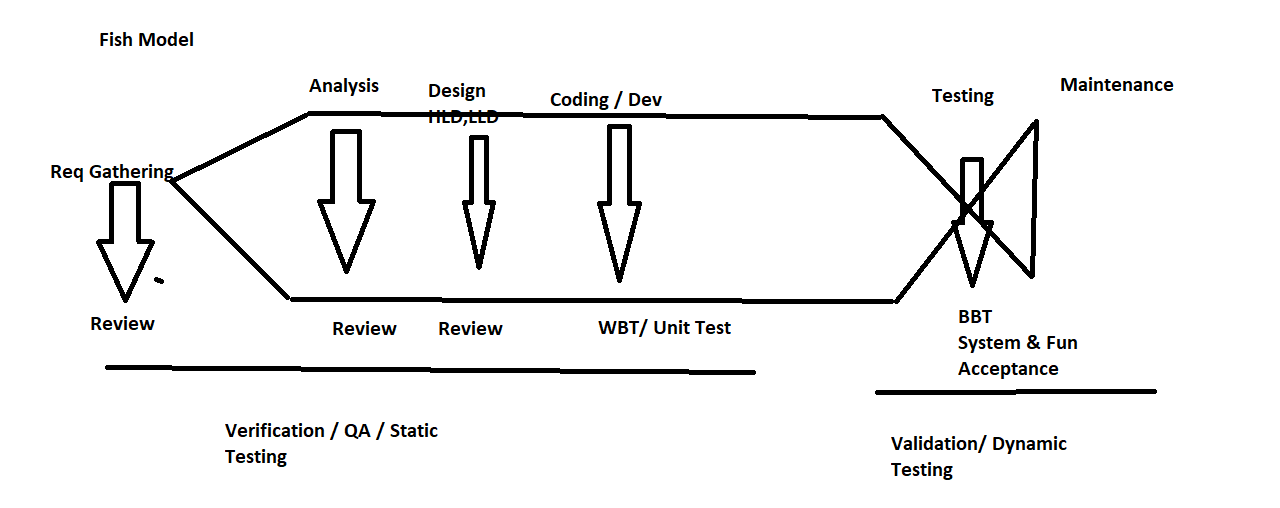 Fish Model
Analysis
Design
HLD,LLD
Coding / Dev
Testing
Maintenance
Req Gathering
Review
Review
Review
WBT/ Unit Test
BBT
System & Fun
Acceptance
Verification / QA / Static
Testing
Validation/ Dynamic
Testing